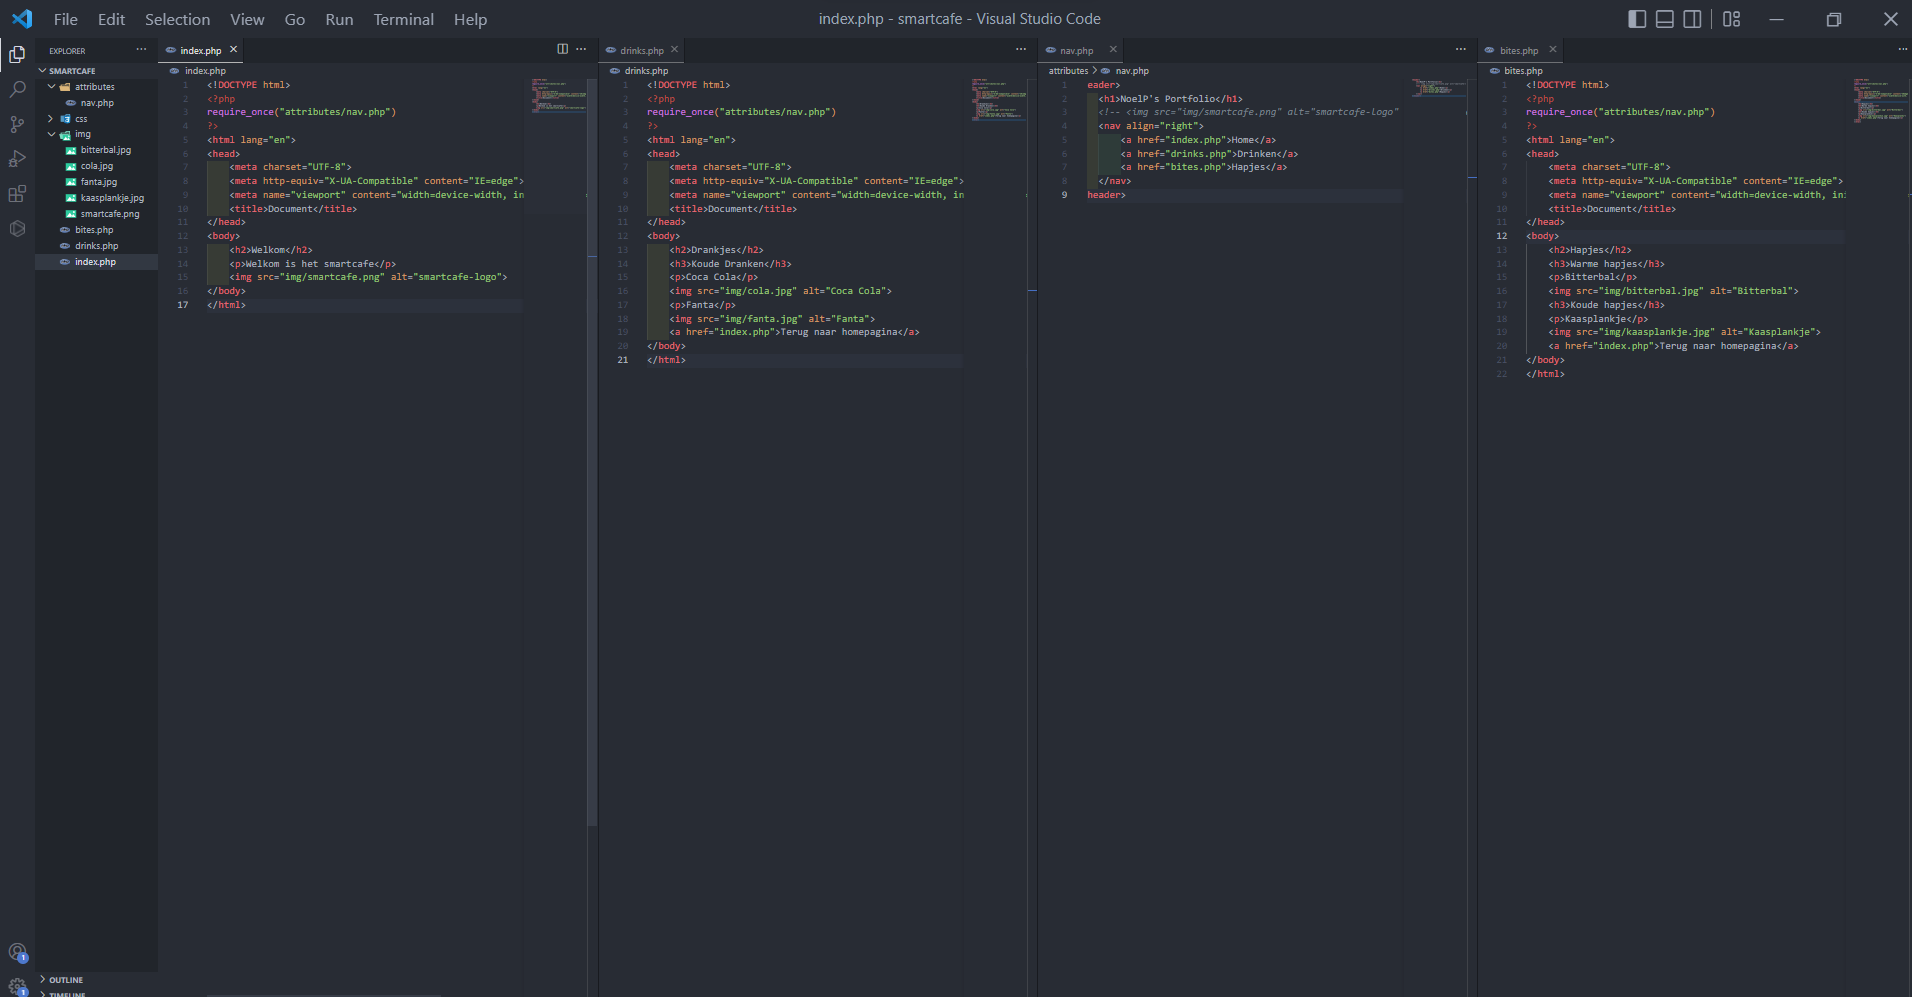 File Edit Selection View Go Run Terminal Help
index.php - smartcafe - Visual Studio Code
EXPLORER
SMARTCAFE
attributes
nav.php
css
img
bitterbal.jpg
cola.jpg
fanta.jpg
kaasplankje.jpg
smartcafe.png
bites.php
drinks.php
index.php
OUTLINE
TIMELINE
1
1
index.php
index.php
1 <!DOCTYPE html>
2 <?php
3 require_once("attributes/nav.php")
4 ?>
5 <html lang="en">
6 <head>
7 <meta charset="UTF-8">
8 <meta http-equiv="X-UA-Compatible" content="IE=edge">
9 <meta name="viewport" content="width=device-width, in
10 <title>Document</title>
11 </head>
12 <body>
13 <h2>Welkom</h2>
14 <p>Welkom is het smartcafe</p>
15 <img src="img/smartcafe.png" alt="smartcafe-logo">
16 </body>
17 </html>
drinks.php
drinks.php
1 <!DOCTYPE html>
2 <?php
3 require_once("attributes/nav.php")
4 ?>
5 <html lang="en">
6 <head>
7 <meta charset="UTF-8">
8 <meta http-equiv="X-UA-Compatible" content="IE=edge">
9 <meta name="viewport" content="width=device-width, in
10 <title>Document</title>
11 </head>
12 <body>
13 <h2>Drankjes</h2>
14 <h3>Koude Dranken</h3>
15 <p>Coca Cola</p>
16 <img src="img/cola.jpg" alt="Coca Cola">
17 <p>Fanta</p>
18 <img src="img/fanta.jpg" alt="Fanta">
19 <a href="index.php">Terug naar homepagina</a>
20 </body>
21 </html>
nav.php
attributes > nav.php
1 eader>
2 <h1>NoelP's Portfolio</h1>
3 <!-- <img src="img/smartcafe.png" alt="smartcafe-logo"
4 <nav align="right">
5 <a href="index.php">Home</a>
6 <a href="drinks.php">Drinken</a>
7 <a href="bites.php">Hapjes</a>
8 </nav>
9 header>
bites.php
bites.php
1 <!DOCTYPE html>
2 <?php
3 require_once("attributes/nav.php")
4 ?>
5 <html lang="en">
6 <head>
7 <meta charset="UTF-8">
8 <meta http-equiv="X-UA-Compatible" content="IE=edge">
9 <meta name="viewport" content="width=device-width, in
10 <title>Document</title>
11 </head>
12 <body>
13 <h2>Hapjes</h2>
14 <h3>Warme hapjes</h3>
15 <p>Bitterbal</p>
16 <img src="img/bitterbal.jpg" alt="Bitterbal">
17 <h3>Koude hapjes</h3>
18 <p>Kaasplankje</p>
19 <img src="img/kaasplankje.jpg" alt="Kaasplankje">
20 <a href="index.php">Terug naar homepagina</a>
21 </body>
22 </html>